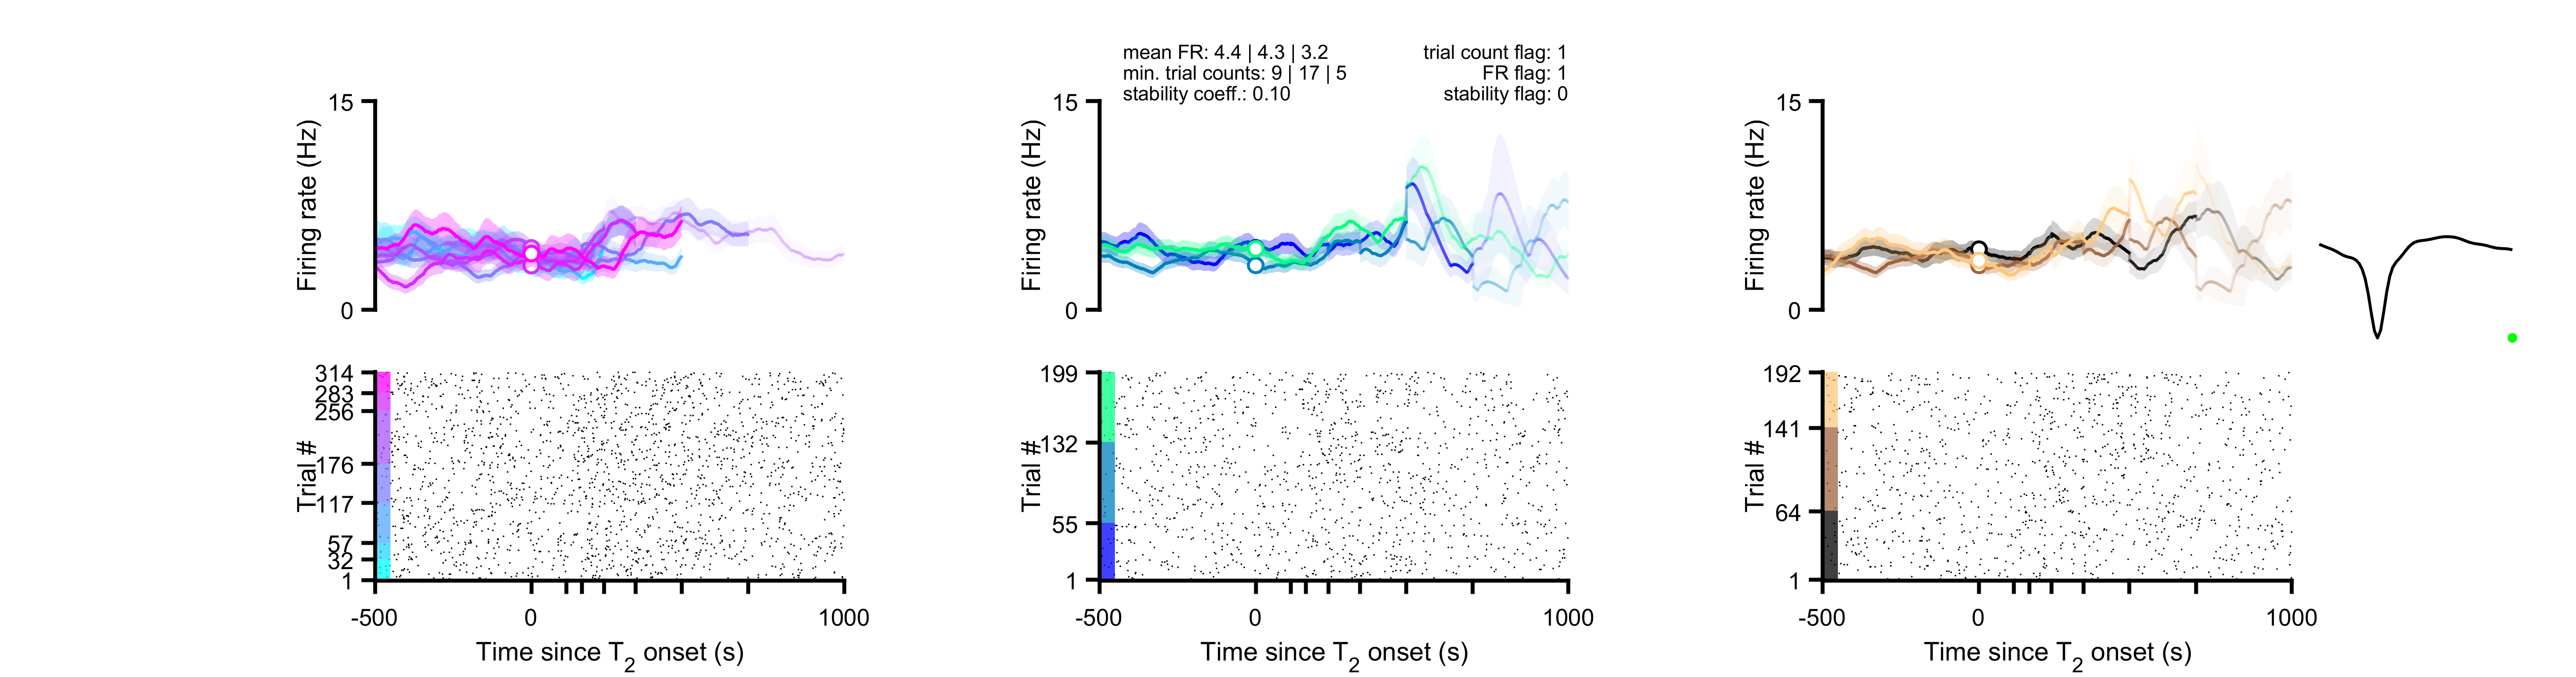 mean FR: 4.4 | 4.3 | 3.2
min. trial counts: 9 | 17 | 5
stability coeff.: 0.10
trial count flag: 1
FR flag: 1
stability flag: 0
15
Firing rate (Hz)
0
15
Firing rate (Hz)
0
15
Firing rate (Hz)
0
314
283
256
176
117
57
32
1
Trial #
-500
0
1000
Time since T2 onset (s)
199
132
55
1
Trial #
-500
0
1000
Time since T2 onset (s)
192
141
64
1
Trial #
-500
0
1000
Time since T2 onset (s)